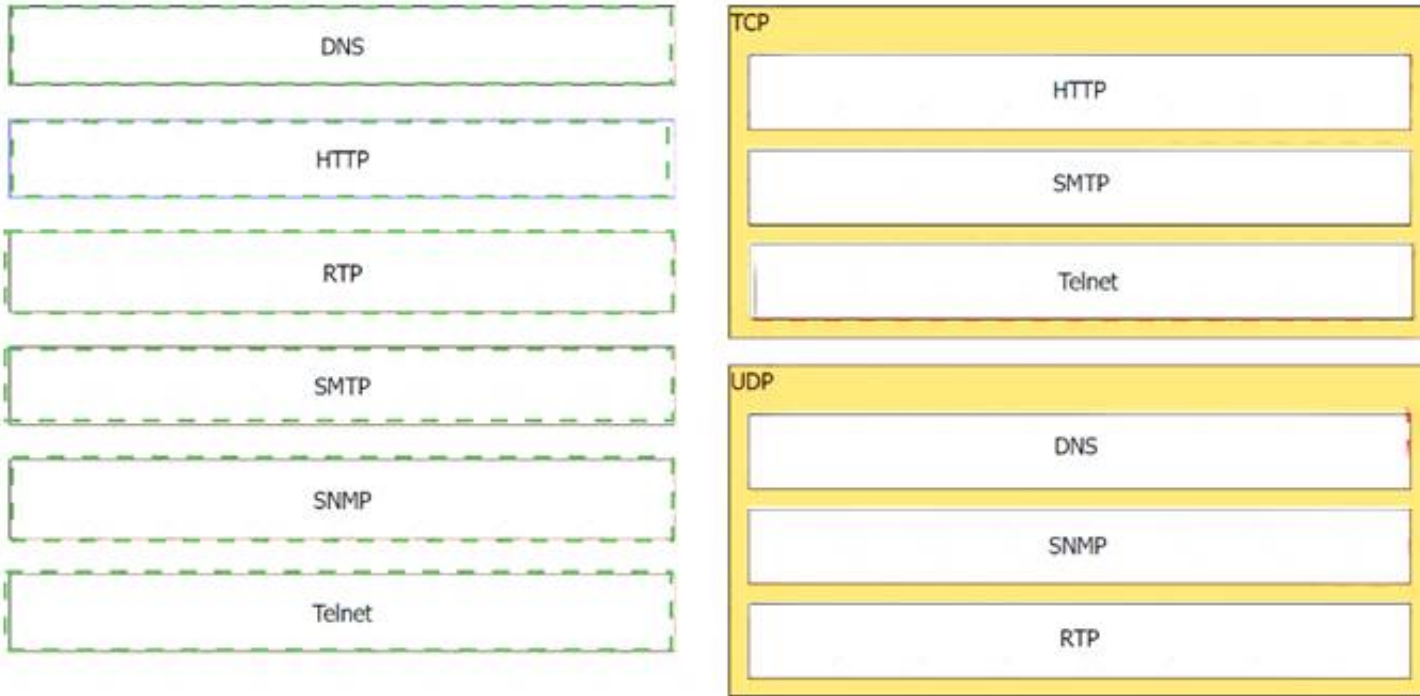 DNS
HTTP
RTP
SMTP
SNMP
Telnet
TCP
HTTP
SMTP
Telnet
UDP
DNS
SNMP
RTP